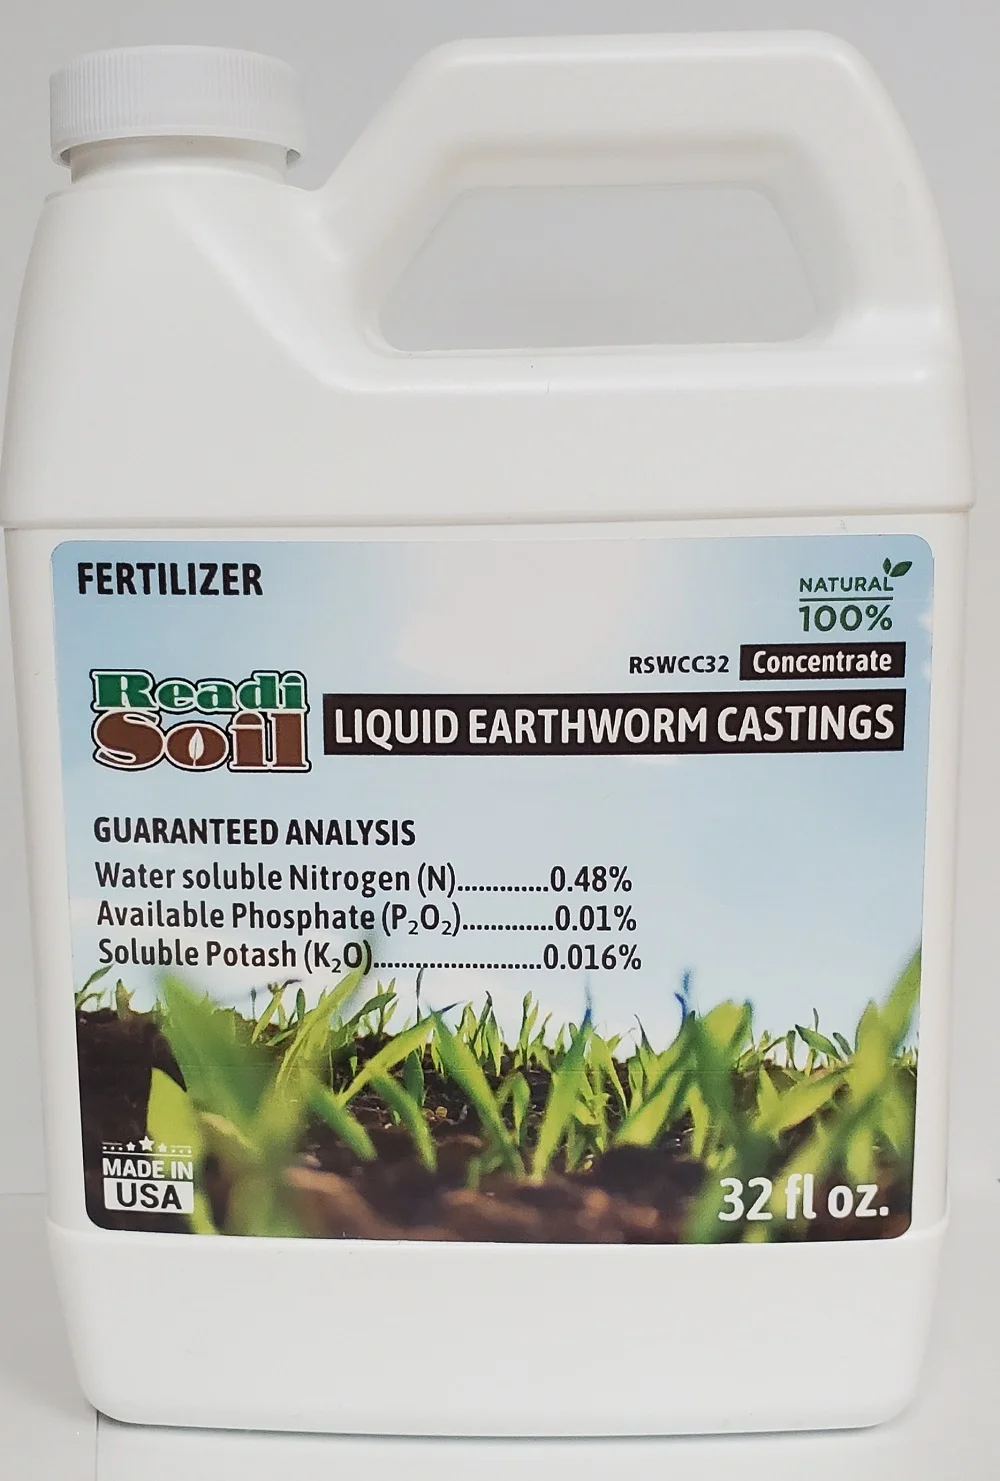 FERTILIZER
NATURAL
100%
RSWCC32 Concentrate
Readi
Soil
LIQUID EARTHWORM CASTINGS
GUARANTEED ANALYSIS
Water soluble Nitrogen (N).............0.48%
Available Phosphate (P₂O₂).............0.01%
Soluble Potash (K₂O)........................0.016%
MADE IN
USA
32 fl oz.